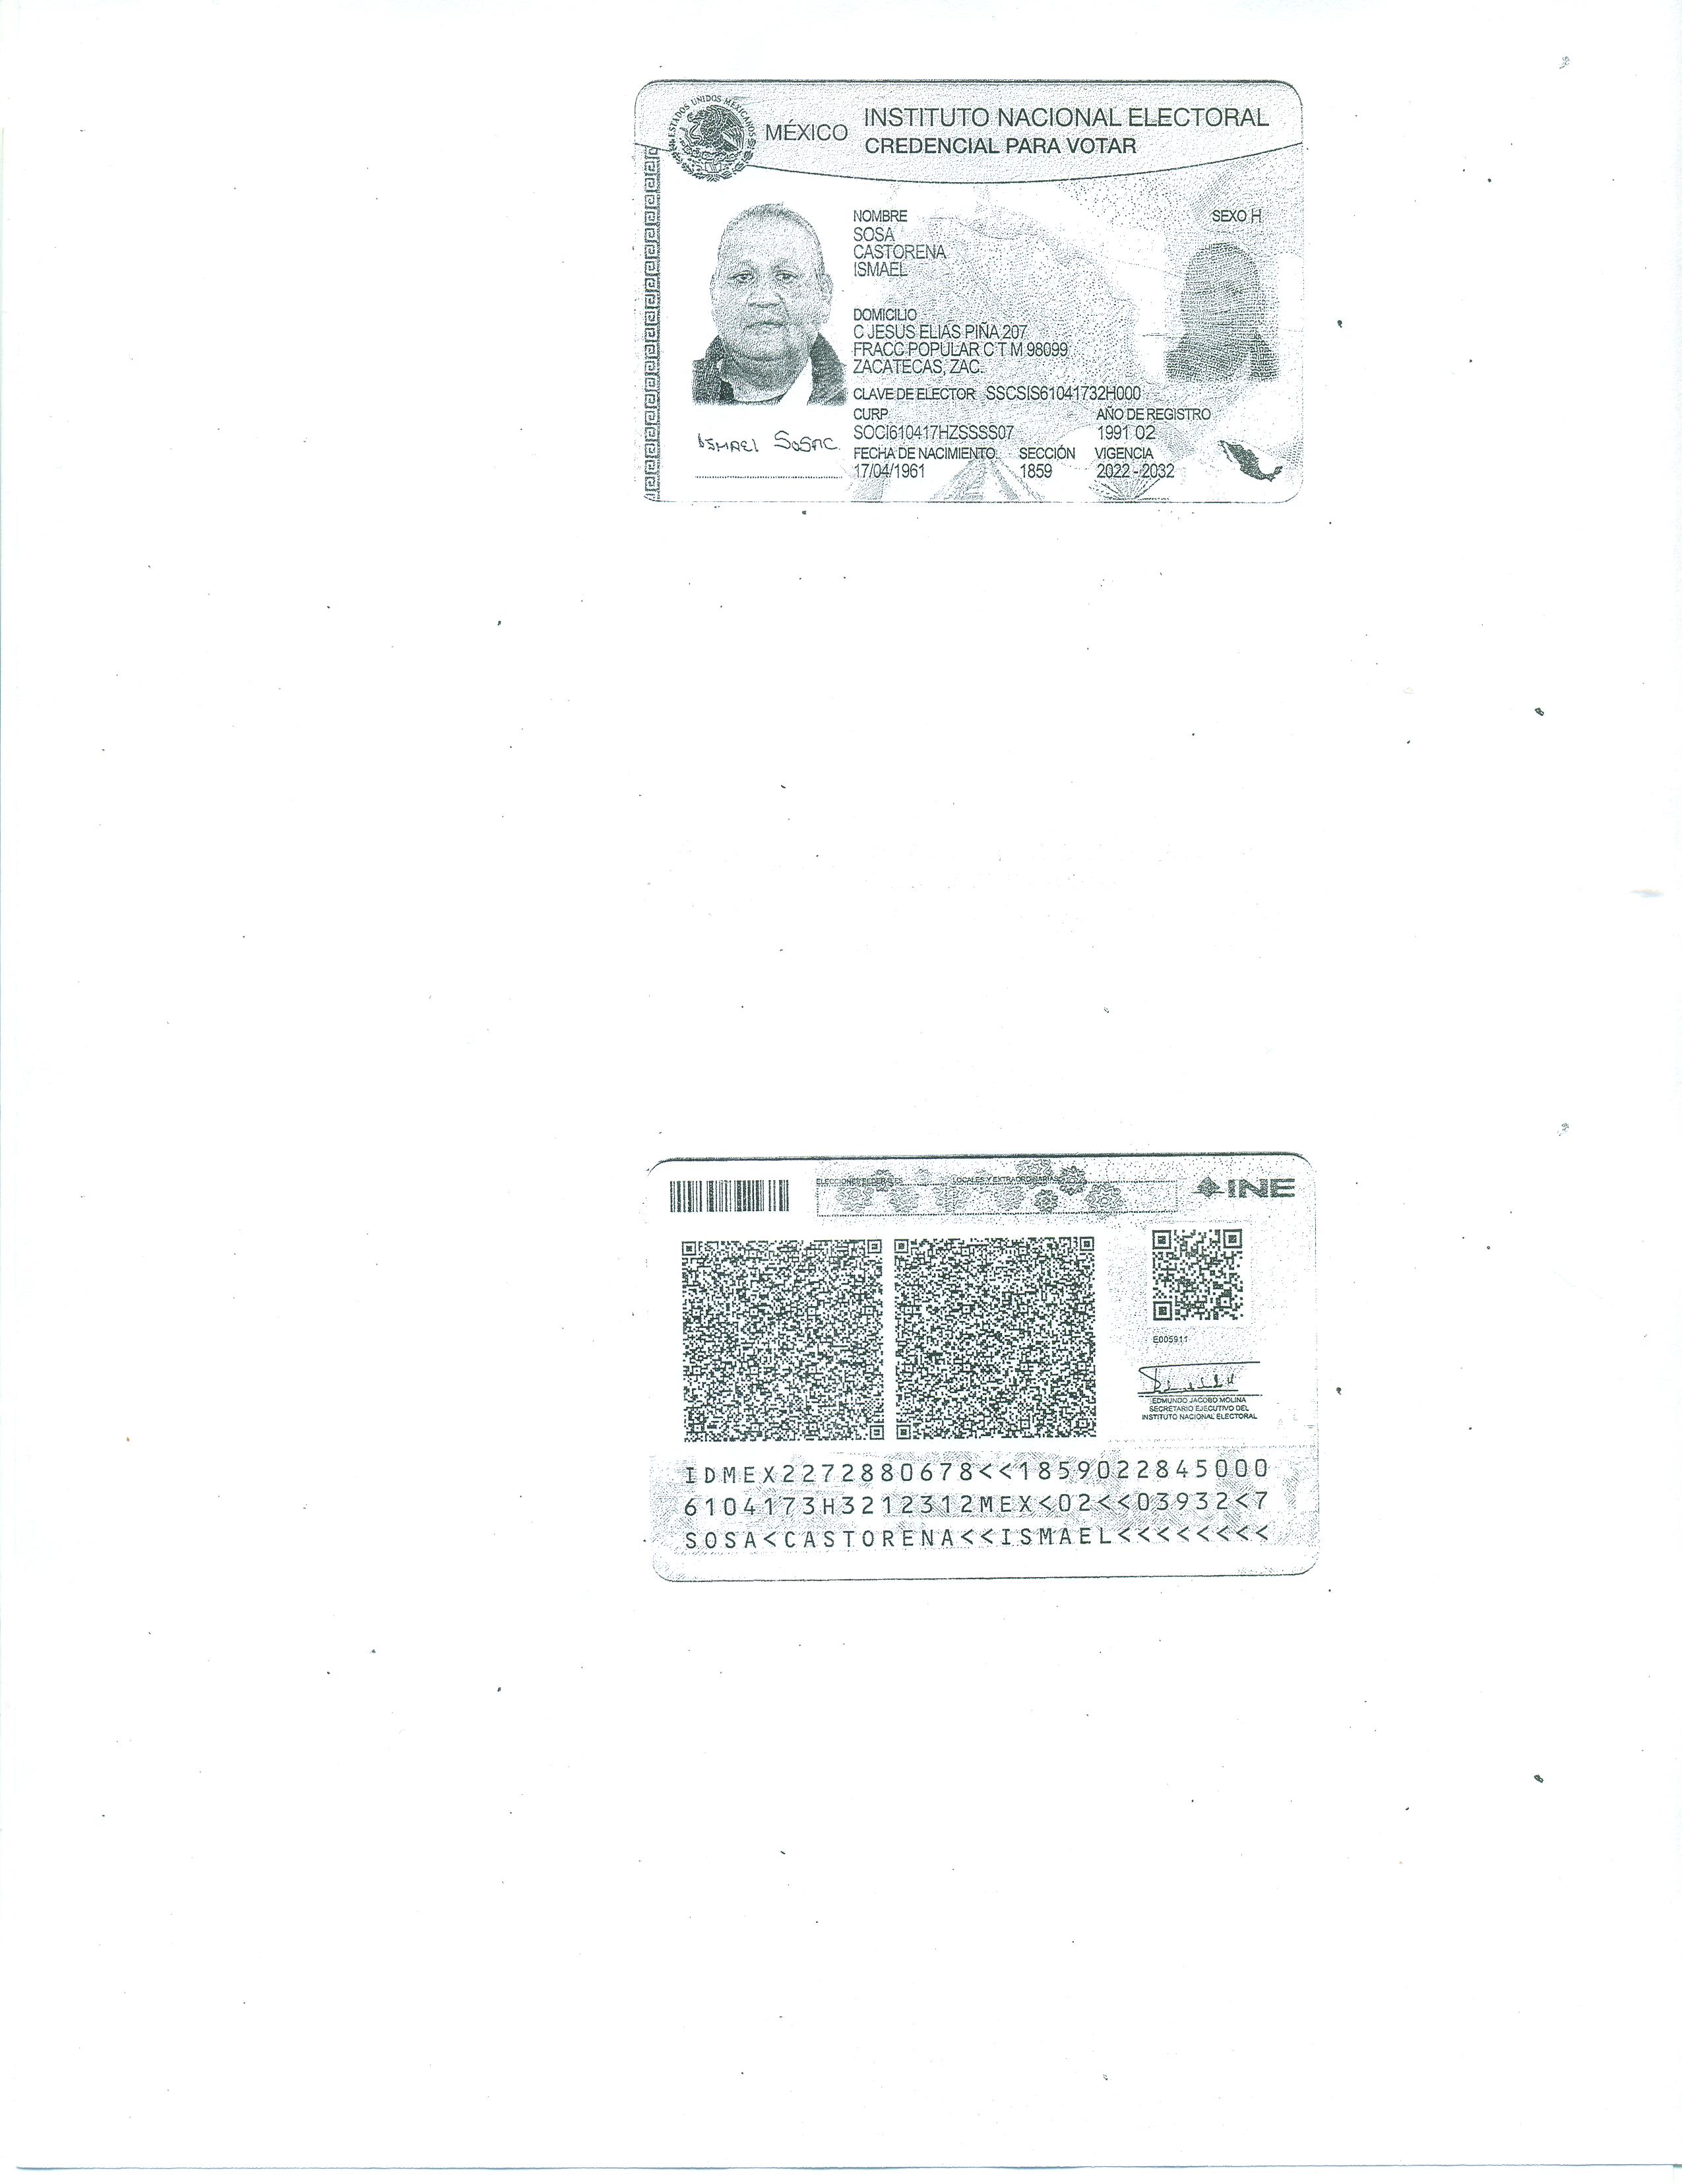 ESTADOS UNIDOS MEXICANOS
MÉXICO
INSTITUTO NACIONAL ELECTORAL
CREDENCIAL PARA VOTAR
NOMBRE
SEXO H
SOSA
CASTORENA
ISMAEL
DOMICILIO
C JESUS ELIAS PIÑA 207
FRACC POPULAR C T M 98099
ZACATECAS, ZAC.
CLAVE DE ELECTOR SSCSIS61041732H000
CURP
AÑO DE REGISTRO
SOCI610417HZSSSS07
1991 02
FECHA DE NACIMIENTO
SECCIÓN
VIGENCIA
17/04/1961
1859
2022 - 2032
ISMAEl SOSAC
ELECCIONES FEDERALES
LOCALES Y EXTRAORDINARIAS
INE
E005911
EDMUNDO JACOBO MOLINA
SECRETARIO EJECUTIVO DEL
INSTITUTO NACIONAL ELECTORAL
IDMEX2272880678<<1859022845000
6104173H3212312MEX<02<<03932<7
SOSA<CASTORENA<<ISMAEL<<<<<<<<